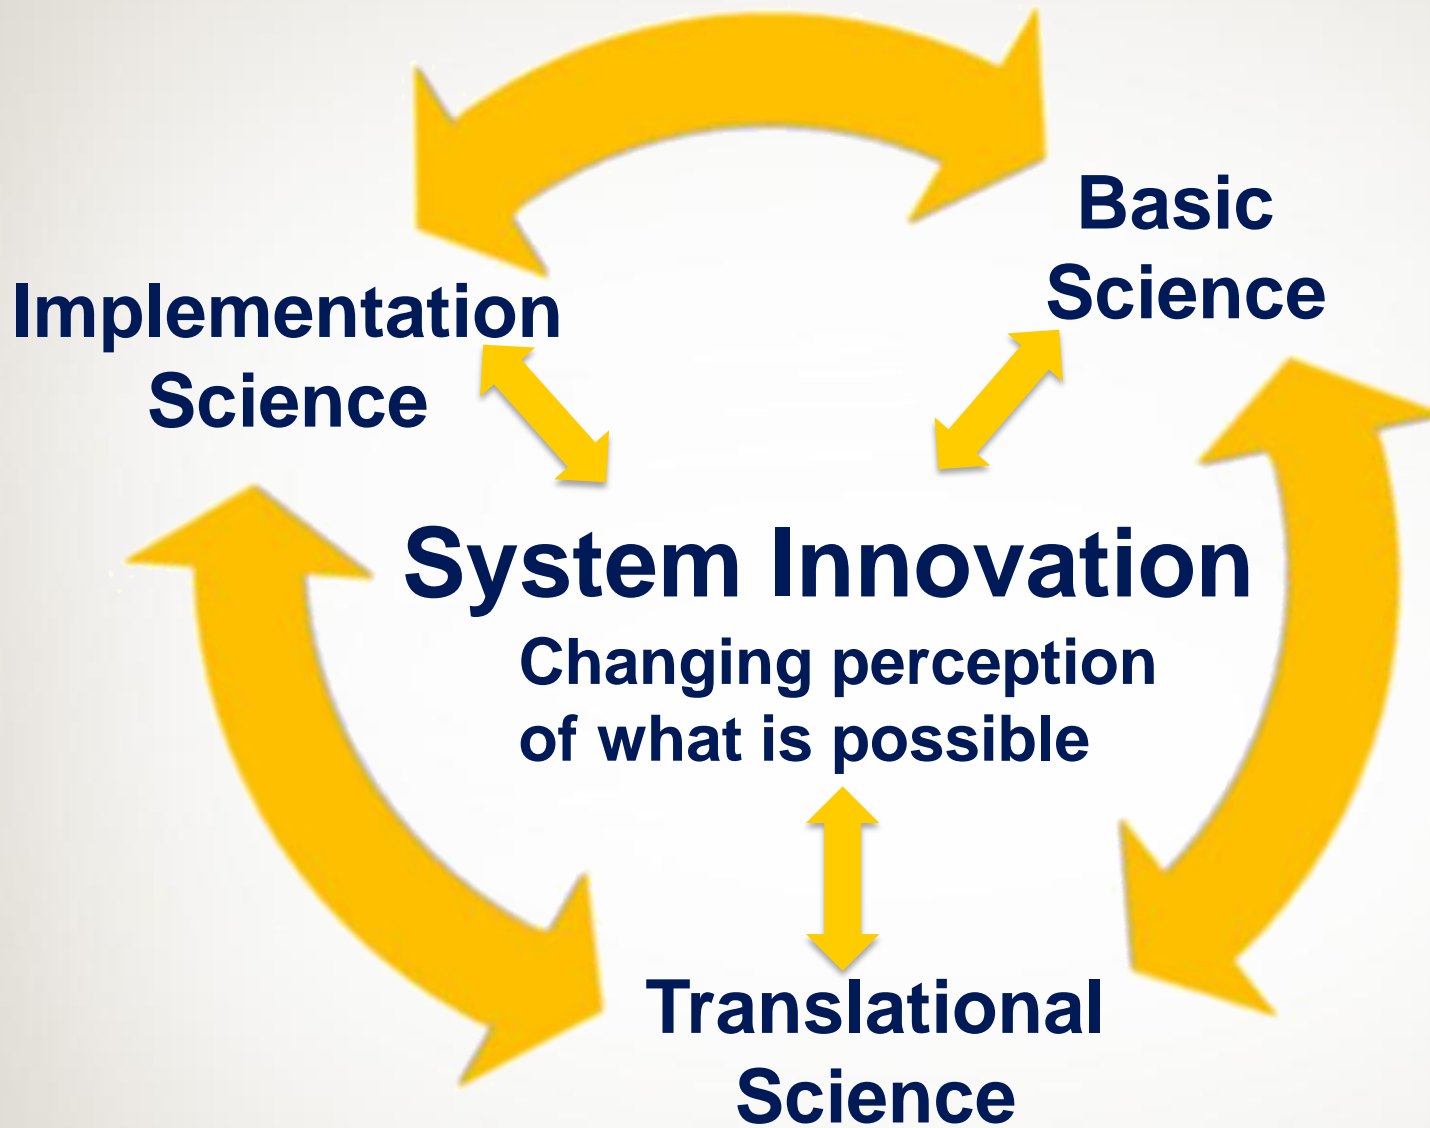 Basic
Science
Implementation
Science
System Innovation
Changing perception
of what is possible
Translational
Science